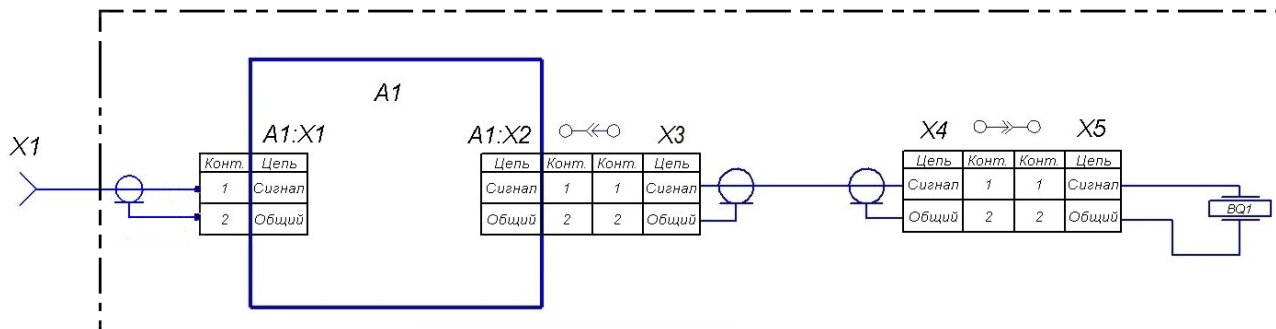 A1
A1:X1
A1:X2
X3
X4
X5
X1
Конт. Цепь
1 Сигнал
2 Общий
Цепь Конт. Конт. Цепь
Сигнал 1 1 Сигнал
Общий 2 2 Общий
Цепь Конт. Конт. Цепь
Сигнал 1 1 Сигнал
Общий 2 2 Общий
BQ1